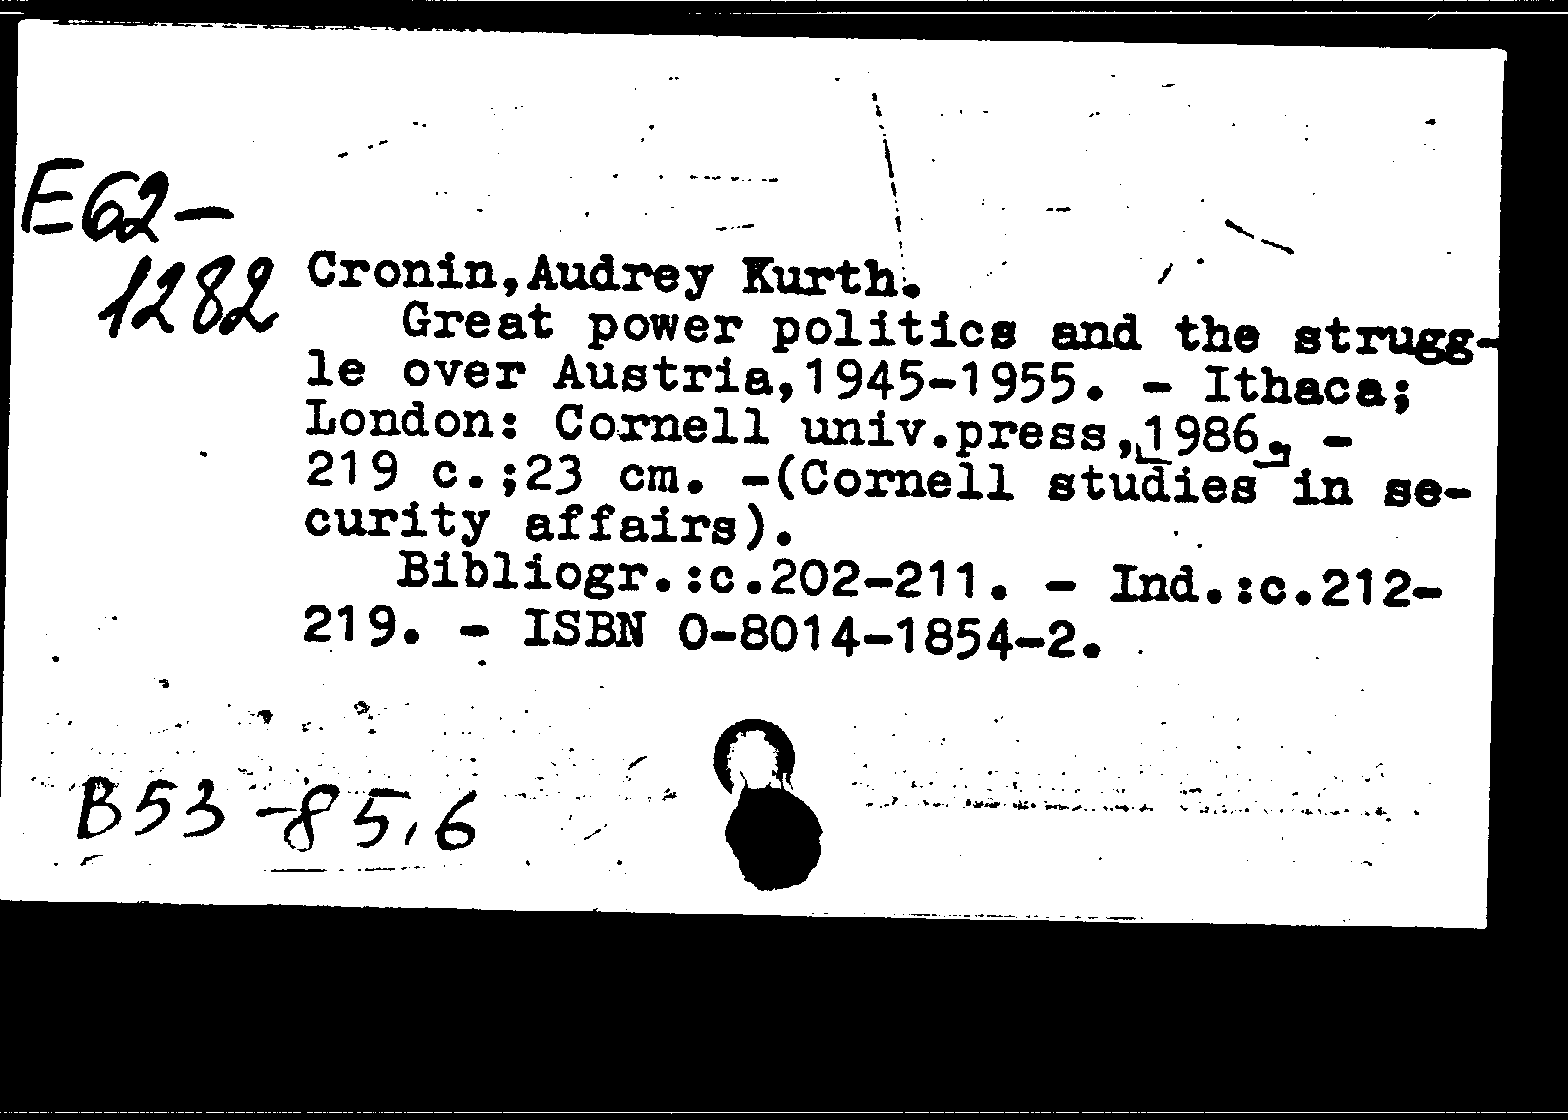 E62-
1282
Cronin,Audrey Kurth.
Great power politics and the strugg-
le over Austria,1945-1955. - Ithaca;
London: Cornell univ.press,[1986.] -
219 c.;23 cm. -(Cornell studies in se-
curity affairs).
Bibliogr.:c.202-211. - Ind.:c.212-
219. - ISBN 0-8014-1854-2.
B53-85,6